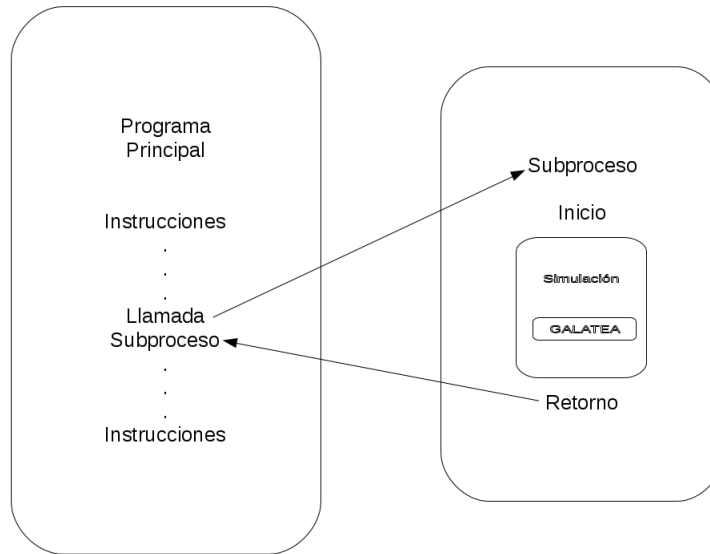 Programa
Principal
Instrucciones
.
.
.
Llamada
Subproceso
.
.
.
Instrucciones
Subproceso
Inicio
Simulación
GALATEA
Retorno